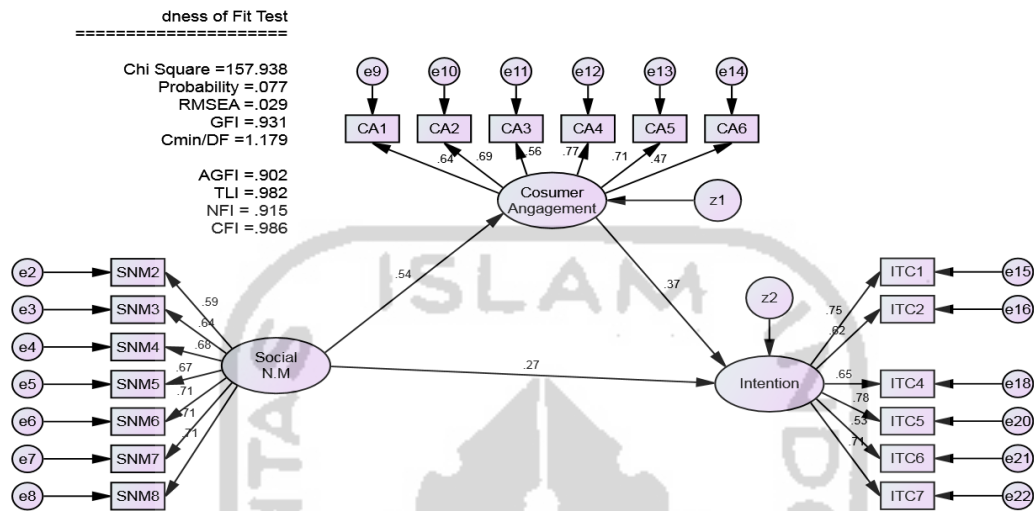 dness of Fit Test
=====================
Chi Square =157.938
Probability =.077
RMSEA =.029
GFI =.931
Cmin/DF =1.179
AGFI =.902
TLI =.982
NFI =.915
CFI =.986
e9 e10 e11 e12 e13 e14
CA1 CA2 CA3 CA4 CA5 CA6
.64 .69 .56 .77 .71 .47
Cosumer
Angagement
z1
.54
.37
z2
.27
e2 SNM2
e3 SNM3
e4 SNM4
e5 SNM5
e6 SNM6
e7 SNM7
e8 SNM8
.59
.64
.68
.67
.71
.71
.71
Social
N.M
Intention
.75
.62
.65
.78
.53
.71
ITC1 e15
ITC2 e16
ITC4 e18
ITC5 e20
ITC6 e21
ITC7 e22
ISLAM
ITAS
DO